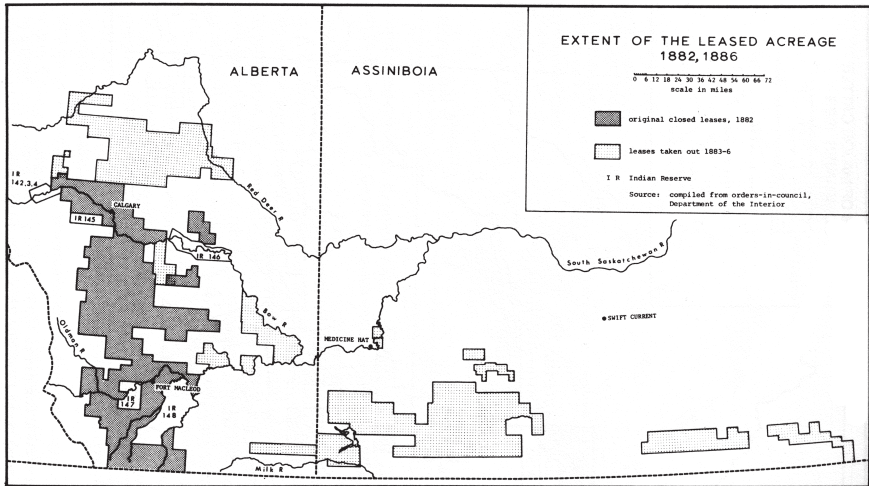 EXTENT OF THE LEASED ACREAGE
1882, 1886
0 6 12 18 24 30 36 42 48 54 60 66 72
scale in miles
original closed leases, 1882
leases taken out 1883-6
I R Indian Reserve
Source: compiled from orders-in-council,
Department of the Interior
ALBERTA
ASSINIBOIA
I R
142,3,4
CALGARY
IR 145
Red Deer R
IR 146
South Saskatchewan R
Bow R
SWIFT CURRENT
Oldman R
MEDICINE HAT
FORT MACLEOD
IR
147
IR
148
Milk R